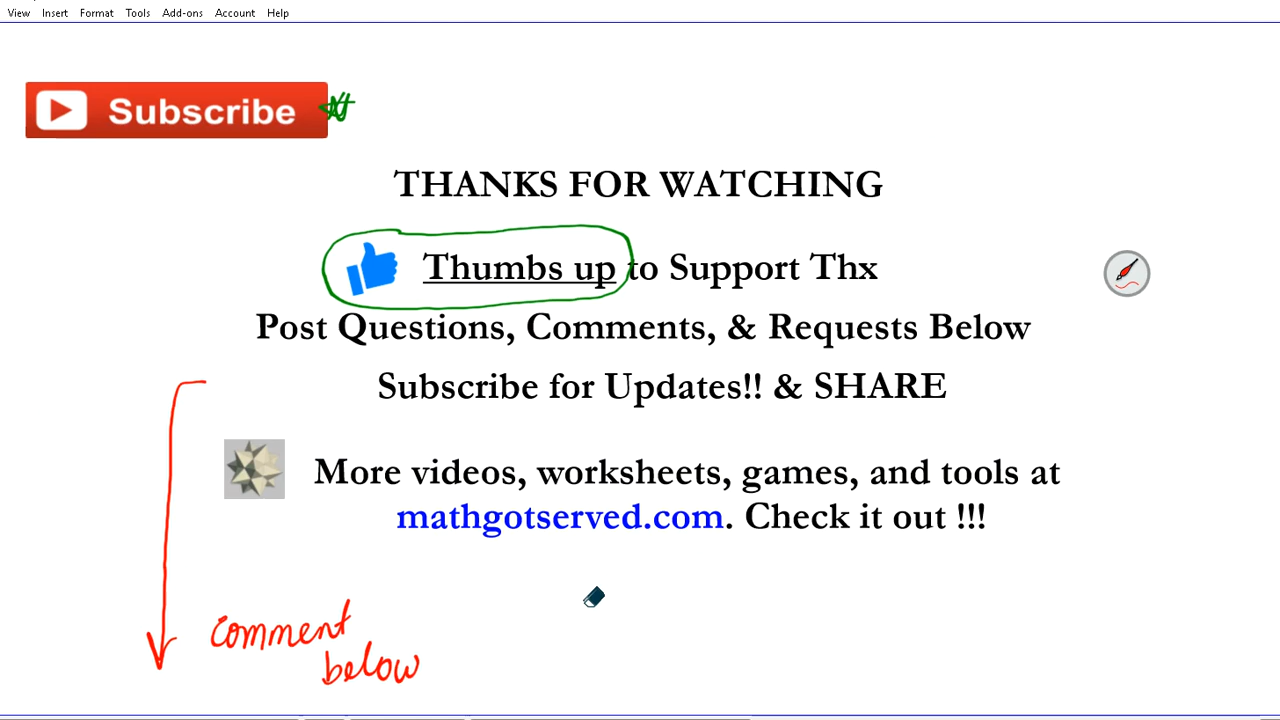 View Insert Format Tools Add-ons Account Help
Subscribe
THANKS FOR WATCHING
Thumbs up to Support Thx
Post Questions, Comments, & Requests Below
Subscribe for Updates!! & SHARE
More videos, worksheets, games, and tools at
mathgotserved.com. Check it out !!!
comment
below